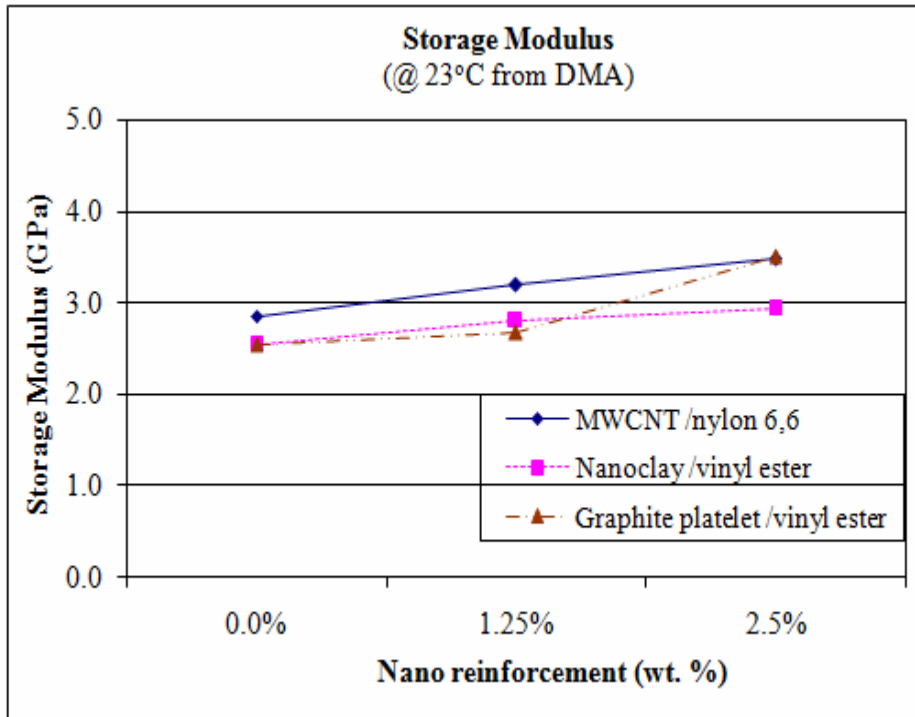 Storage Modulus
(@ 23°C from DMA)
Storage Modulus (GPa)
5.0
4.0
3.0
2.0
1.0
0.0
MWCNT/nylon 6,6
Nanoclay/vinyl ester
Graphite platelet/vinyl ester
0.0% 1.25% 2.5%
Nano reinforcement (wt. %)